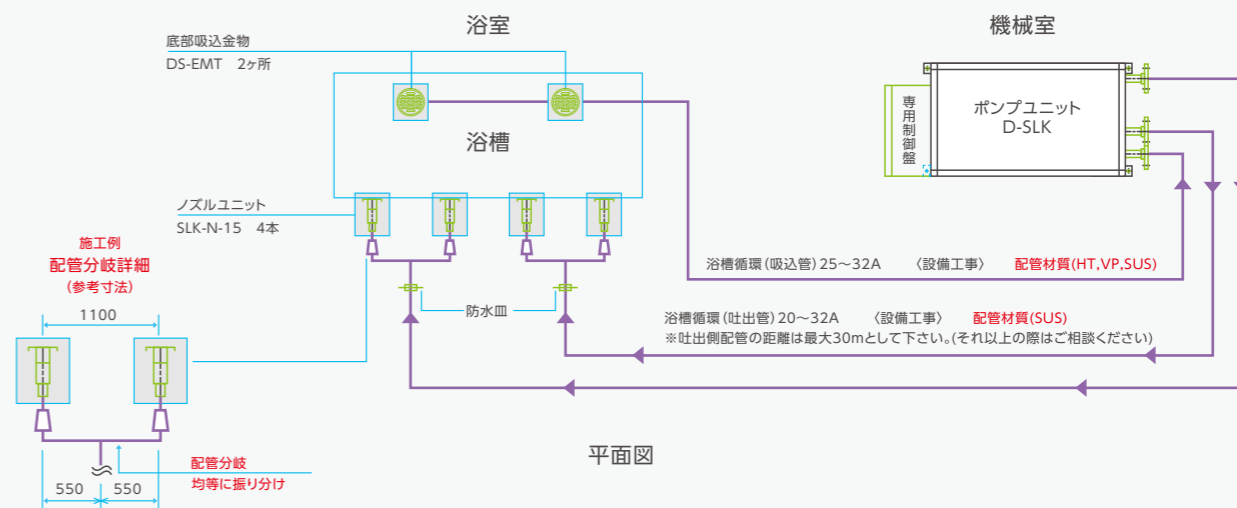 浴室
機械室
底部吸込金物
DS-EMT 2ヶ所
専用制御盤
ポンプユニット
D-SLK
浴槽
ノズルユニット
SLK-N-15 4本
施工例
配管分岐詳細
(参考寸法)
1100
浴槽循環(吸込管)25～32A 〈設備工事〉 配管材質(HT,VP,SUS)
防水皿
浴槽循環(吐出管)20～32A 〈設備工事〉 配管材質(SUS)
※吐出側配管の距離は最大30mとして下さい。(それ以上の際はご相談ください)
平面図
配管分岐
均等に振り分け
550 550